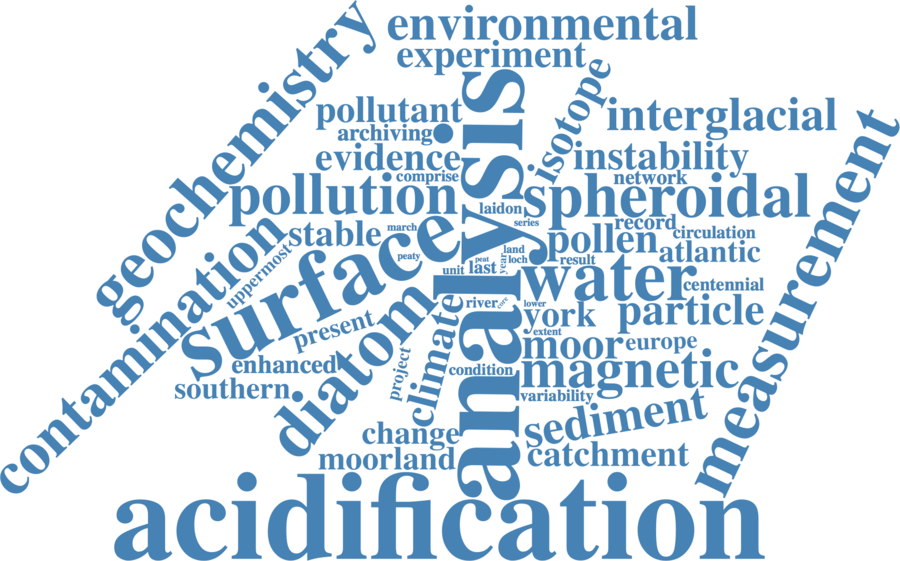 environmental
experiment
geochemistry
isotope
pollutant
interglacial
archiving
measurement
evidence
instability
comprise
network
pollution
analysis
spheroidal
laidon
series
record
contamination
stable
march
surface
circulation
pollen
atlantic
uppermost
peaty
land
peat
loch
year
result
unit
last
water
centennial
river
core
lower
york
particle
present
diatom
climate
extent
moor
europe
enhanced
project
condition
magnetic
southern
variability
sediment
change
moorland
catchment
acidification